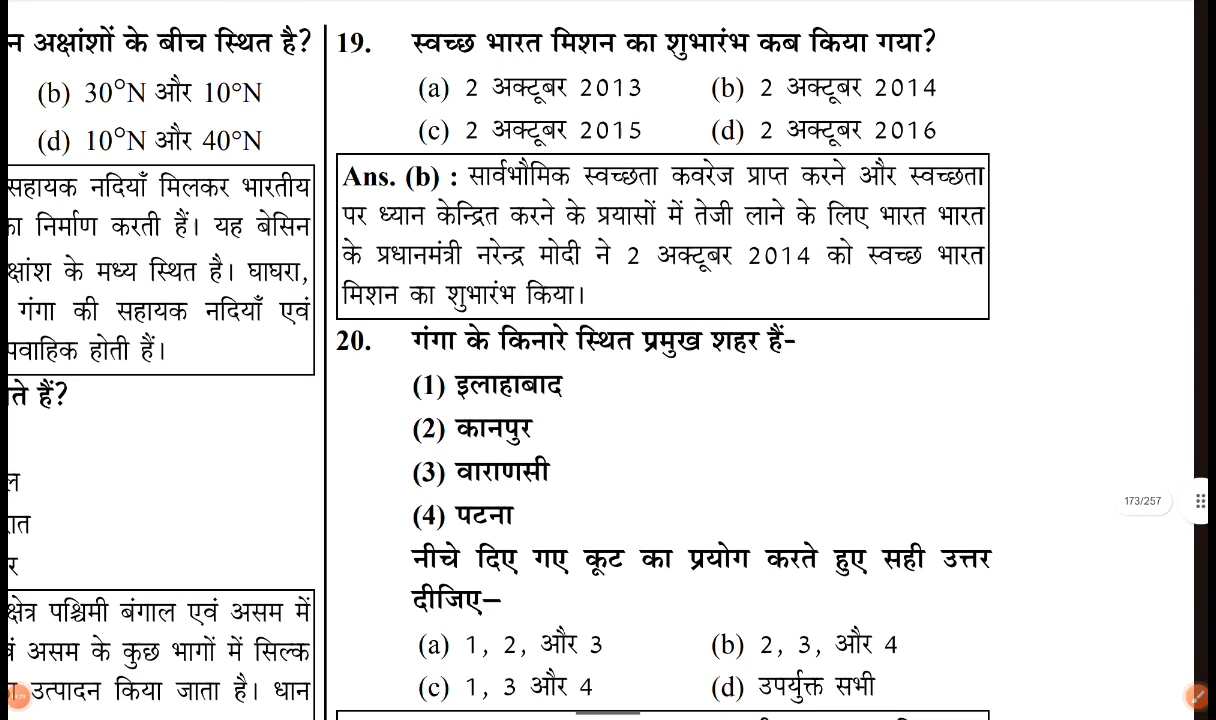 न अक्षांशों के बीच स्थित है?
(b) 30°N और 10°N
(d) 10°N और 40°N
सहायक नदियाँ मिलकर भारतीय
का निर्माण करती हैं। यह बेसिन
क्षांश के मध्य स्थित है। घाघरा,
गंगा की सहायक नदियाँ एवं
प्रवाहिक होती हैं।
ते हैं?
ल
रात
र
क्षेत्र पश्चिमी बंगाल एवं असम में
वं असम के कुछ भागों में सिल्क
उत्पादन किया जाता है। धान
19. स्वच्छ भारत मिशन का शुभारंभ कब किया गया?
(a) 2 अक्टूबर 2013 (b) 2 अक्टूबर 2014
(c) 2 अक्टूबर 2015 (d) 2 अक्टूबर 2016
Ans. (b) : सार्वभौमिक स्वच्छता कवरेज प्राप्त करने और स्वच्छता
पर ध्यान केन्द्रित करने के प्रयासों में तेजी लाने के लिए भारत भारत
के प्रधानमंत्री नरेन्द्र मोदी ने 2 अक्टूबर 2014 को स्वच्छ भारत
मिशन का शुभारंभ किया।
20. गंगा के किनारे स्थित प्रमुख शहर हैं-
(1) इलाहाबाद
(2) कानपुर
(3) वाराणसी
(4) पटना
नीचे दिए गए कूट का प्रयोग करते हुए सही उत्तर
दीजिए–
(a) 1, 2, और 3 (b) 2, 3, और 4
(c) 1, 3 और 4 (d) उपर्युक्त सभी
173/257